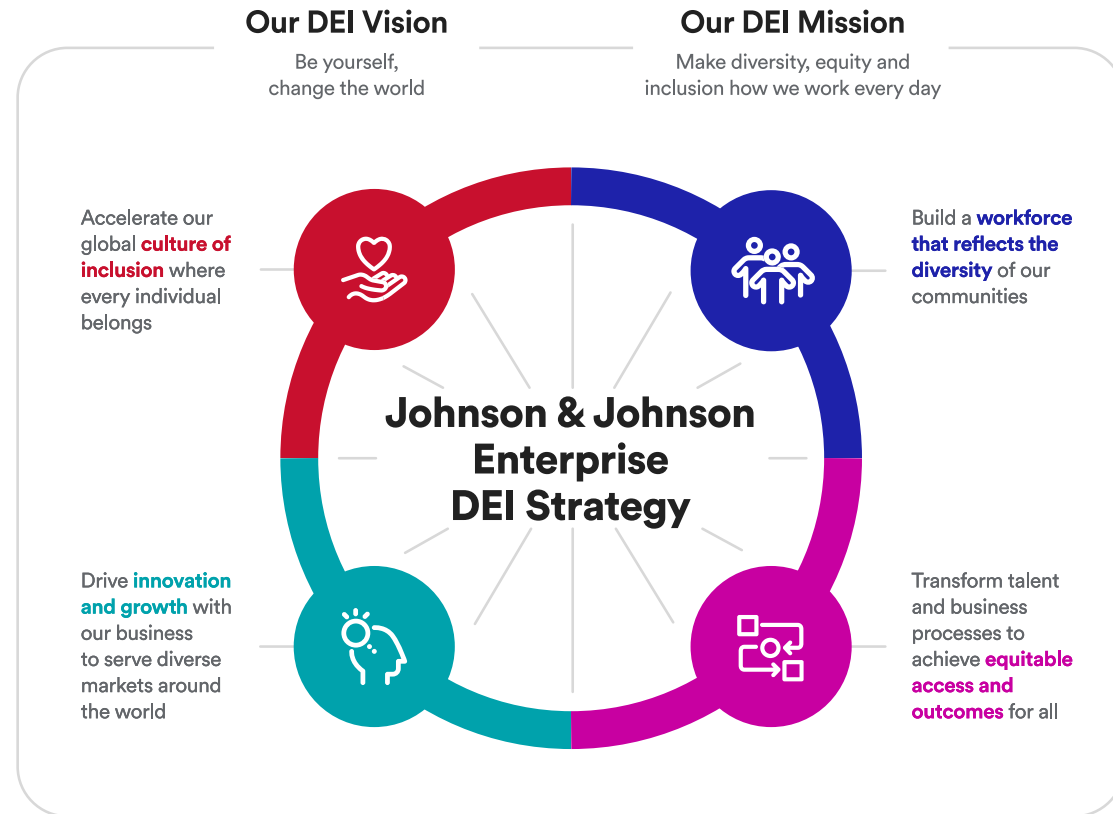 Our DEI Vision
Be yourself,
change the world
Our DEI Mission
Make diversity, equity and
inclusion how we work every day
Accelerate our
global culture of
inclusion where
every individual
belongs
Build a workforce
that reflects the
diversity of our
communities
Johnson & Johnson
Enterprise
DEI Strategy
Drive innovation
and growth with
our business
to serve diverse
markets around
the world
Transform talent
and business
processes to
achieve equitable
access and
outcomes for all